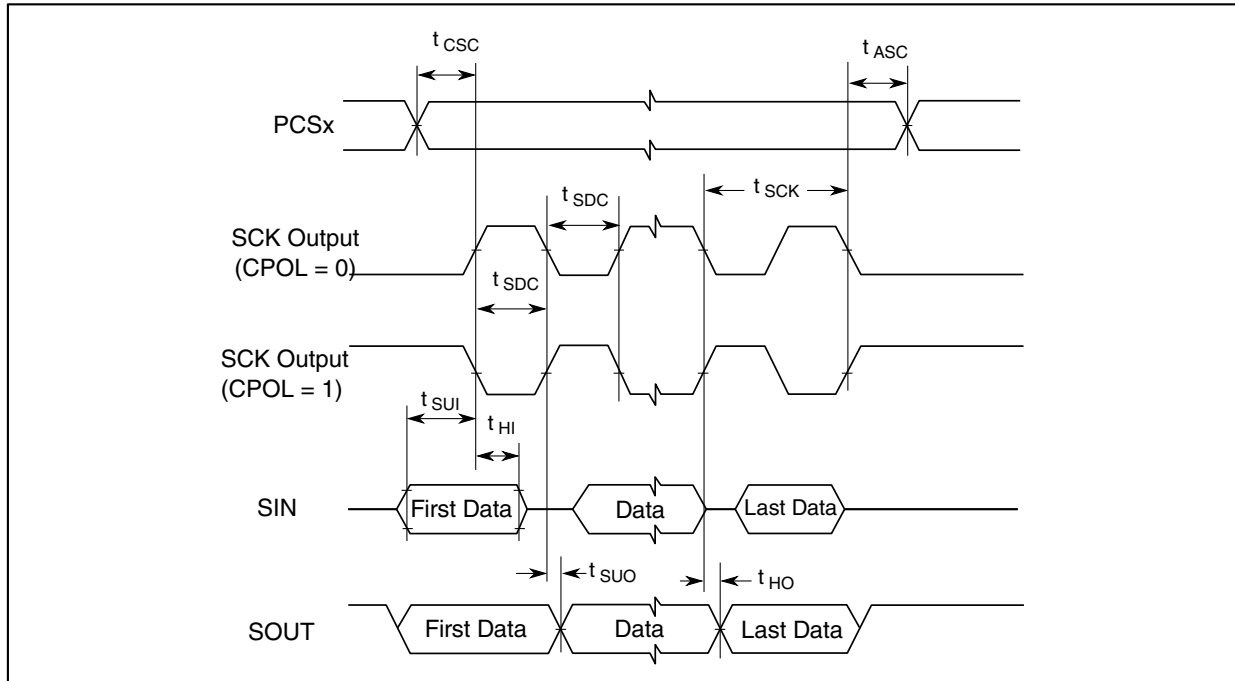 t CSC
t ASC
PCSx
t SDC
t SCK
SCK Output
(CPOL = 0)
t SDC
SCK Output
(CPOL = 1)
t SUI
t HI
SIN
First Data
Data
Last Data
t SUO
t HO
SOUT
First Data
Data
Last Data